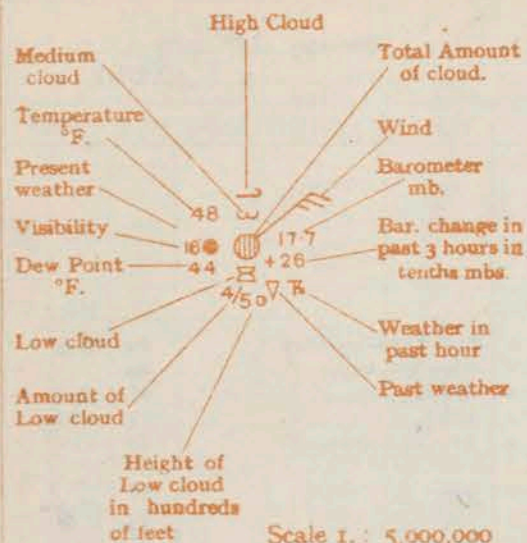 High Cloud
Medium
cloud
Total Amount
of cloud.
Temperature
°F.
Wind
Present
weather
Barometer
mb.
48
Visibility
16
17·7
Bar. change in
past 3 hours in
tenths mbs.
Dew Point
°F.
44
+26
4/50
Low cloud
Weather in
past hour
Amount of
Low cloud
Past weather
Height of
Low cloud
in hundreds
of feet
Scale 1. : 5,000,000